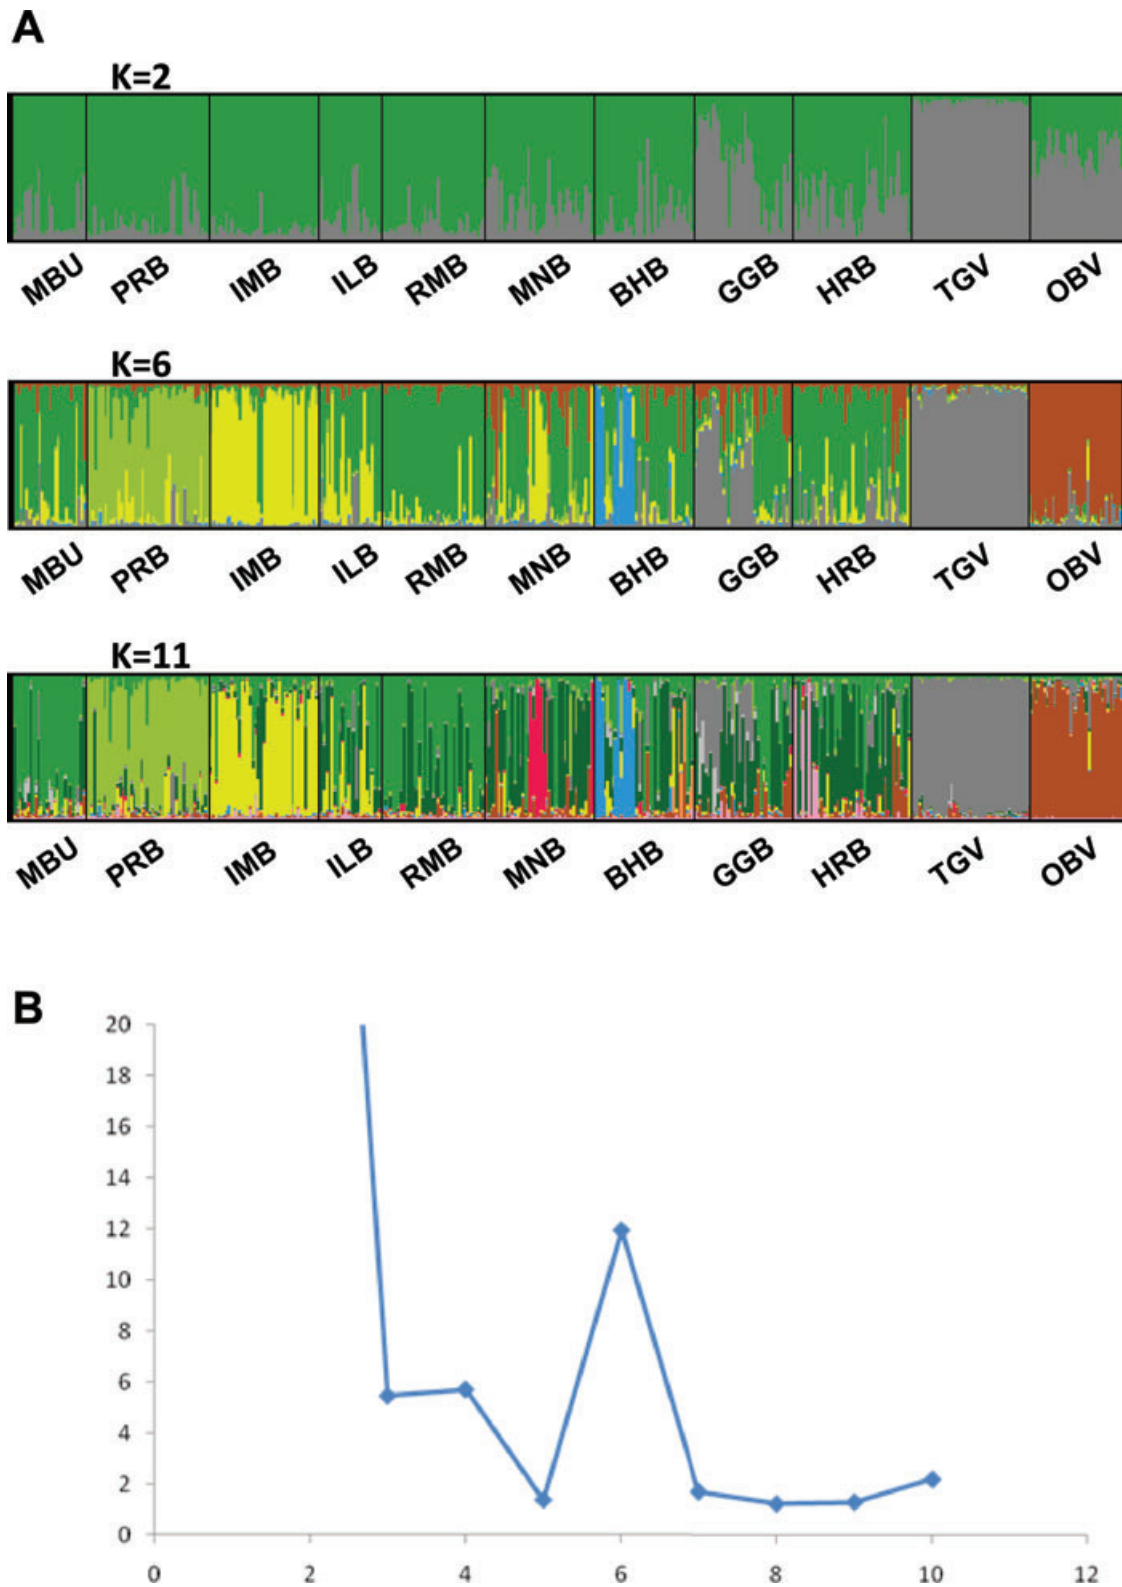 A
K=2
MBU PRB IMB ILB RMB MNB BHB GGB HRB TGV OBV
K=6
MBU PRB IMB ILB RMB MNB BHB GGB HRB TGV OBV
K=11
MBU PRB IMB ILB RMB MNB BHB GGB HRB TGV OBV
B
20
18
16
14
12
10
8
6
4
2
0
0 2 4 6 8 10 12